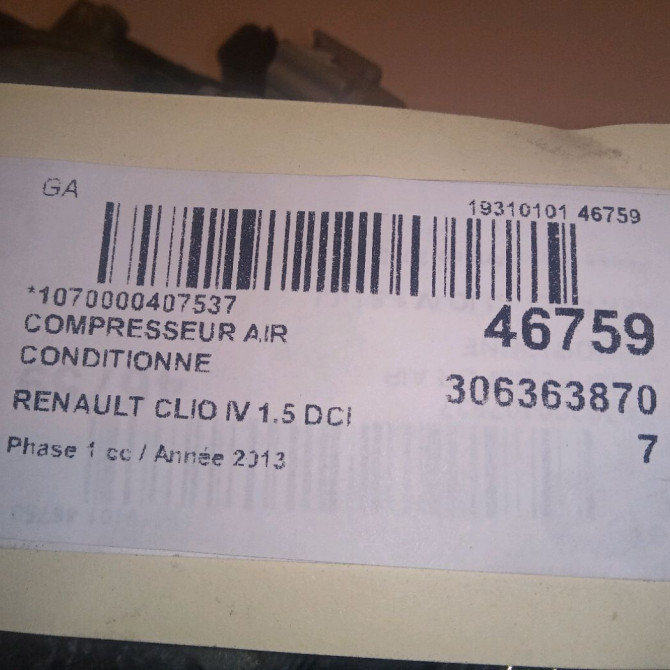 GA
19310101 46759
*1070000407537
COMPRESSEUR AIR
CONDITIONNE
46759
306363870
7
RENAULT CLIO IV 1.5 DCI
Phase 1 cc / Année 2013